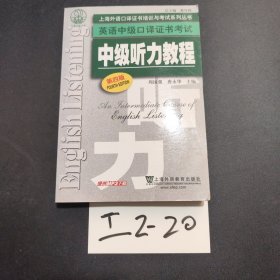 上海外语口译证书培训与考试系列丛书
英语中级口译证书考试
中级听力教程
第四版
FOURTH EDITION
An Intermediate Course of
English Listening
听
力
English Listening
上海外语教育出版社
工2-20